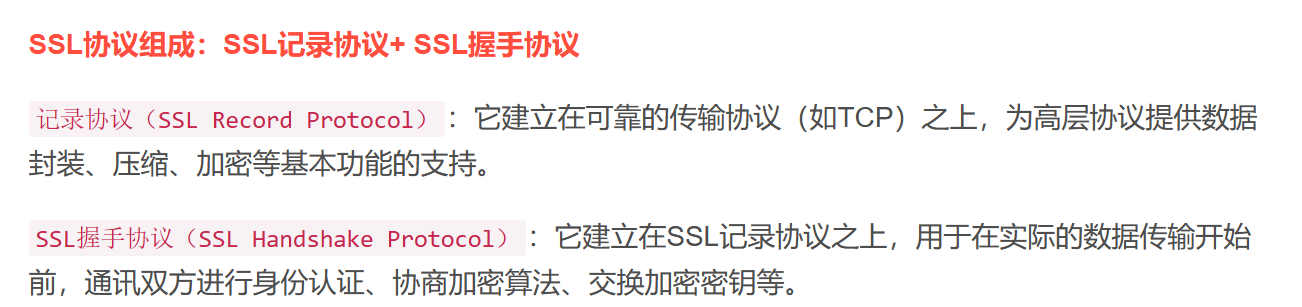 SSL协议组成：SSL记录协议+ SSL握手协议
记录协议（SSL Record Protocol）：它建立在可靠的传输协议（如TCP）之上，为高层协议提供数据
封装、压缩、加密等基本功能的支持。
SSL握手协议（SSL Handshake Protocol）：它建立在SSL记录协议之上，用于在实际的数据传输开始
前，通讯双方进行身份认证、协商加密算法、交换加密密钥等。